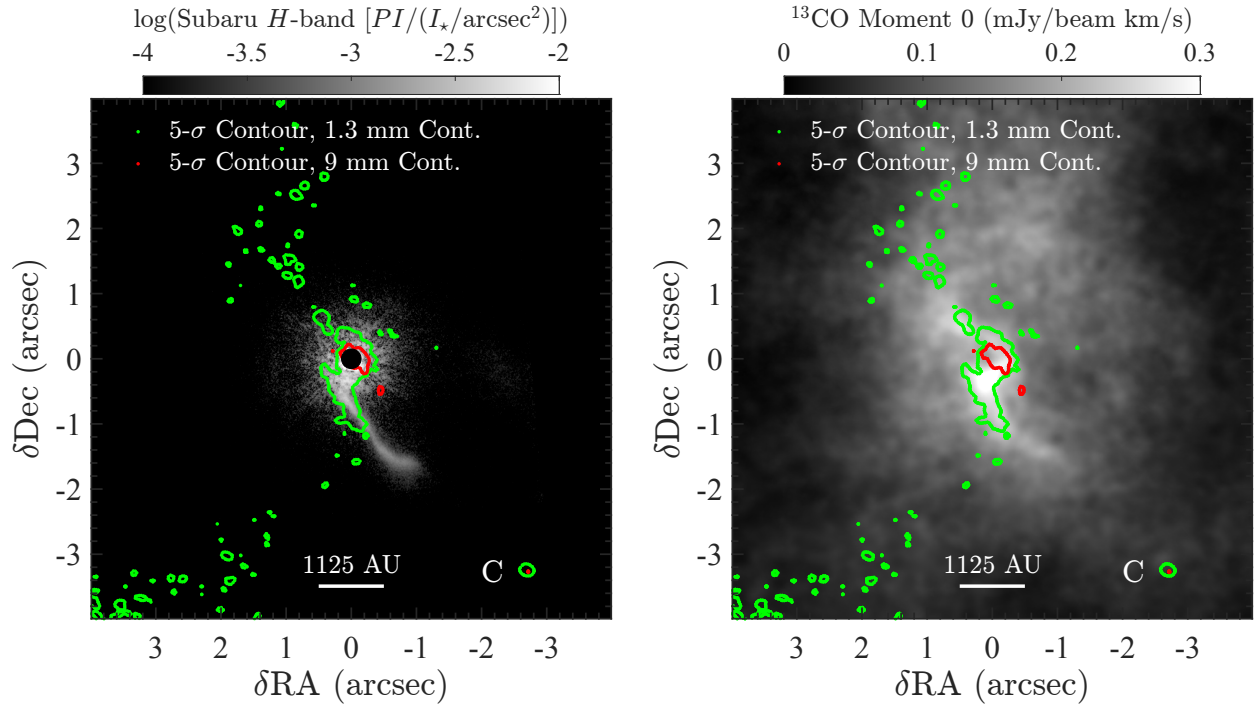 log(Subaru H-band [PI/(I⋆/arcsec²)])
-4 -3.5 -3 -2.5 -2
5-σ Contour, 1.3 mm Cont.
5-σ Contour, 9 mm Cont.
3
2
1
0
-1
-2
-3
δDec (arcsec)
1125 AU
C
3 2 1 0 -1 -2 -3
δRA (arcsec)
¹³CO Moment 0 (mJy/beam km/s)
0 0.1 0.2 0.3
5-σ Contour, 1.3 mm Cont.
5-σ Contour, 9 mm Cont.
3
2
1
0
-1
-2
-3
δDec (arcsec)
1125 AU
C
4 3 2 1 0 -1 -2 -3
δRA (arcsec)